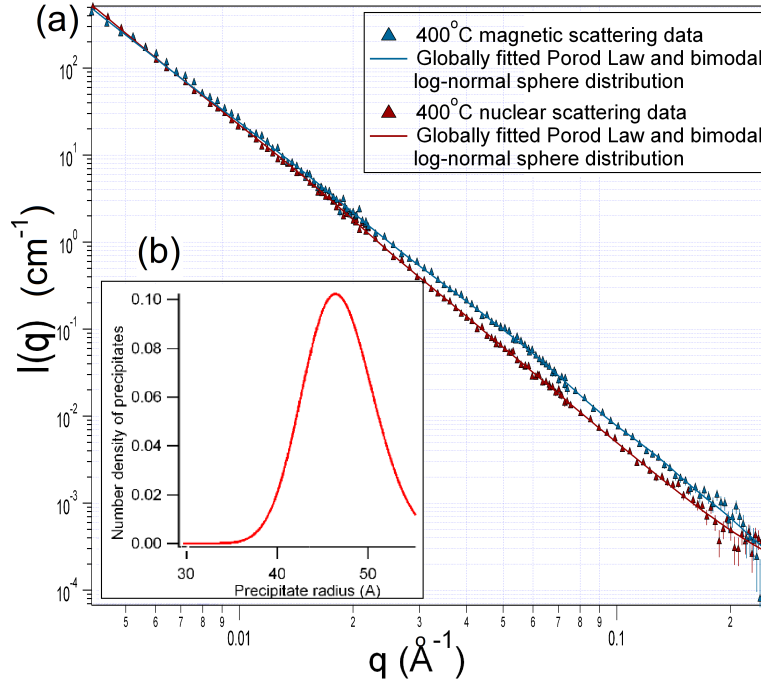 (a)
400°C magnetic scattering data
Globally fitted Porod Law and bimodal
log-normal sphere distribution
400°C nuclear scattering data
Globally fitted Porod Law and bimodal
log-normal sphere distribution
I(q) (cm⁻¹)
10²
10¹
10⁰
10⁻¹
10⁻²
10⁻³
10⁻⁴
(b)
Number density of precipitates
0.10
0.08
0.06
0.04
0.02
0.00
30 40 50
Precipitate radius (A)
5 6 7 8 9 0.01 2 3 4 5 6 7 8 9 0.1 2
q (Å⁻¹)